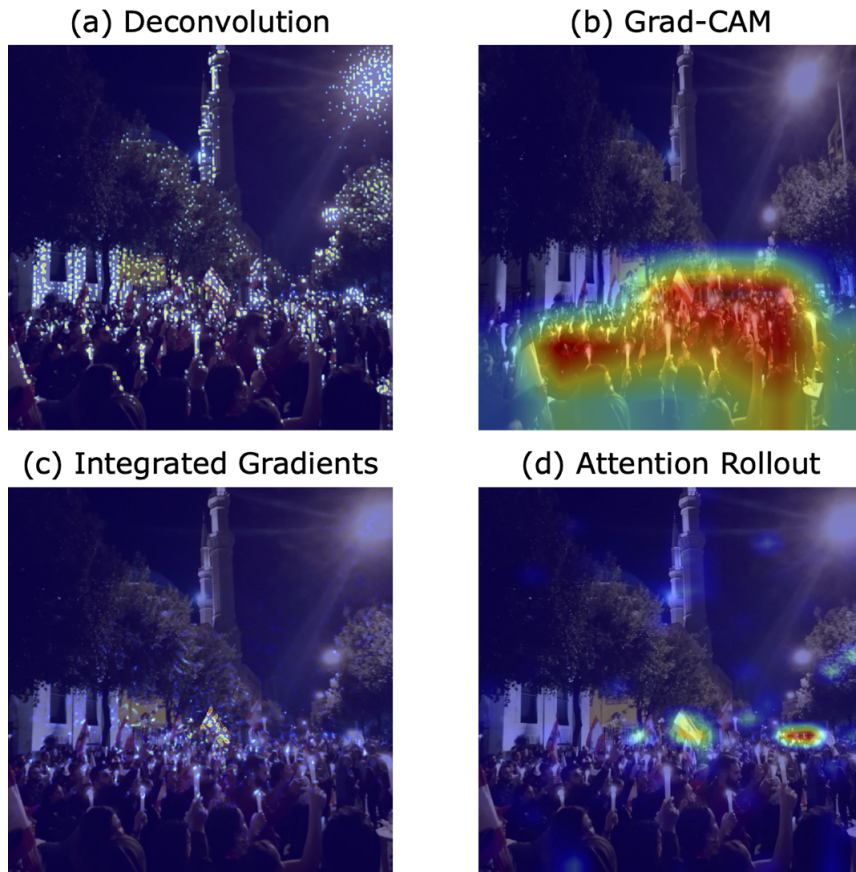 (a) Deconvolution
(b) Grad-CAM
(c) Integrated Gradients
(d) Attention Rollout